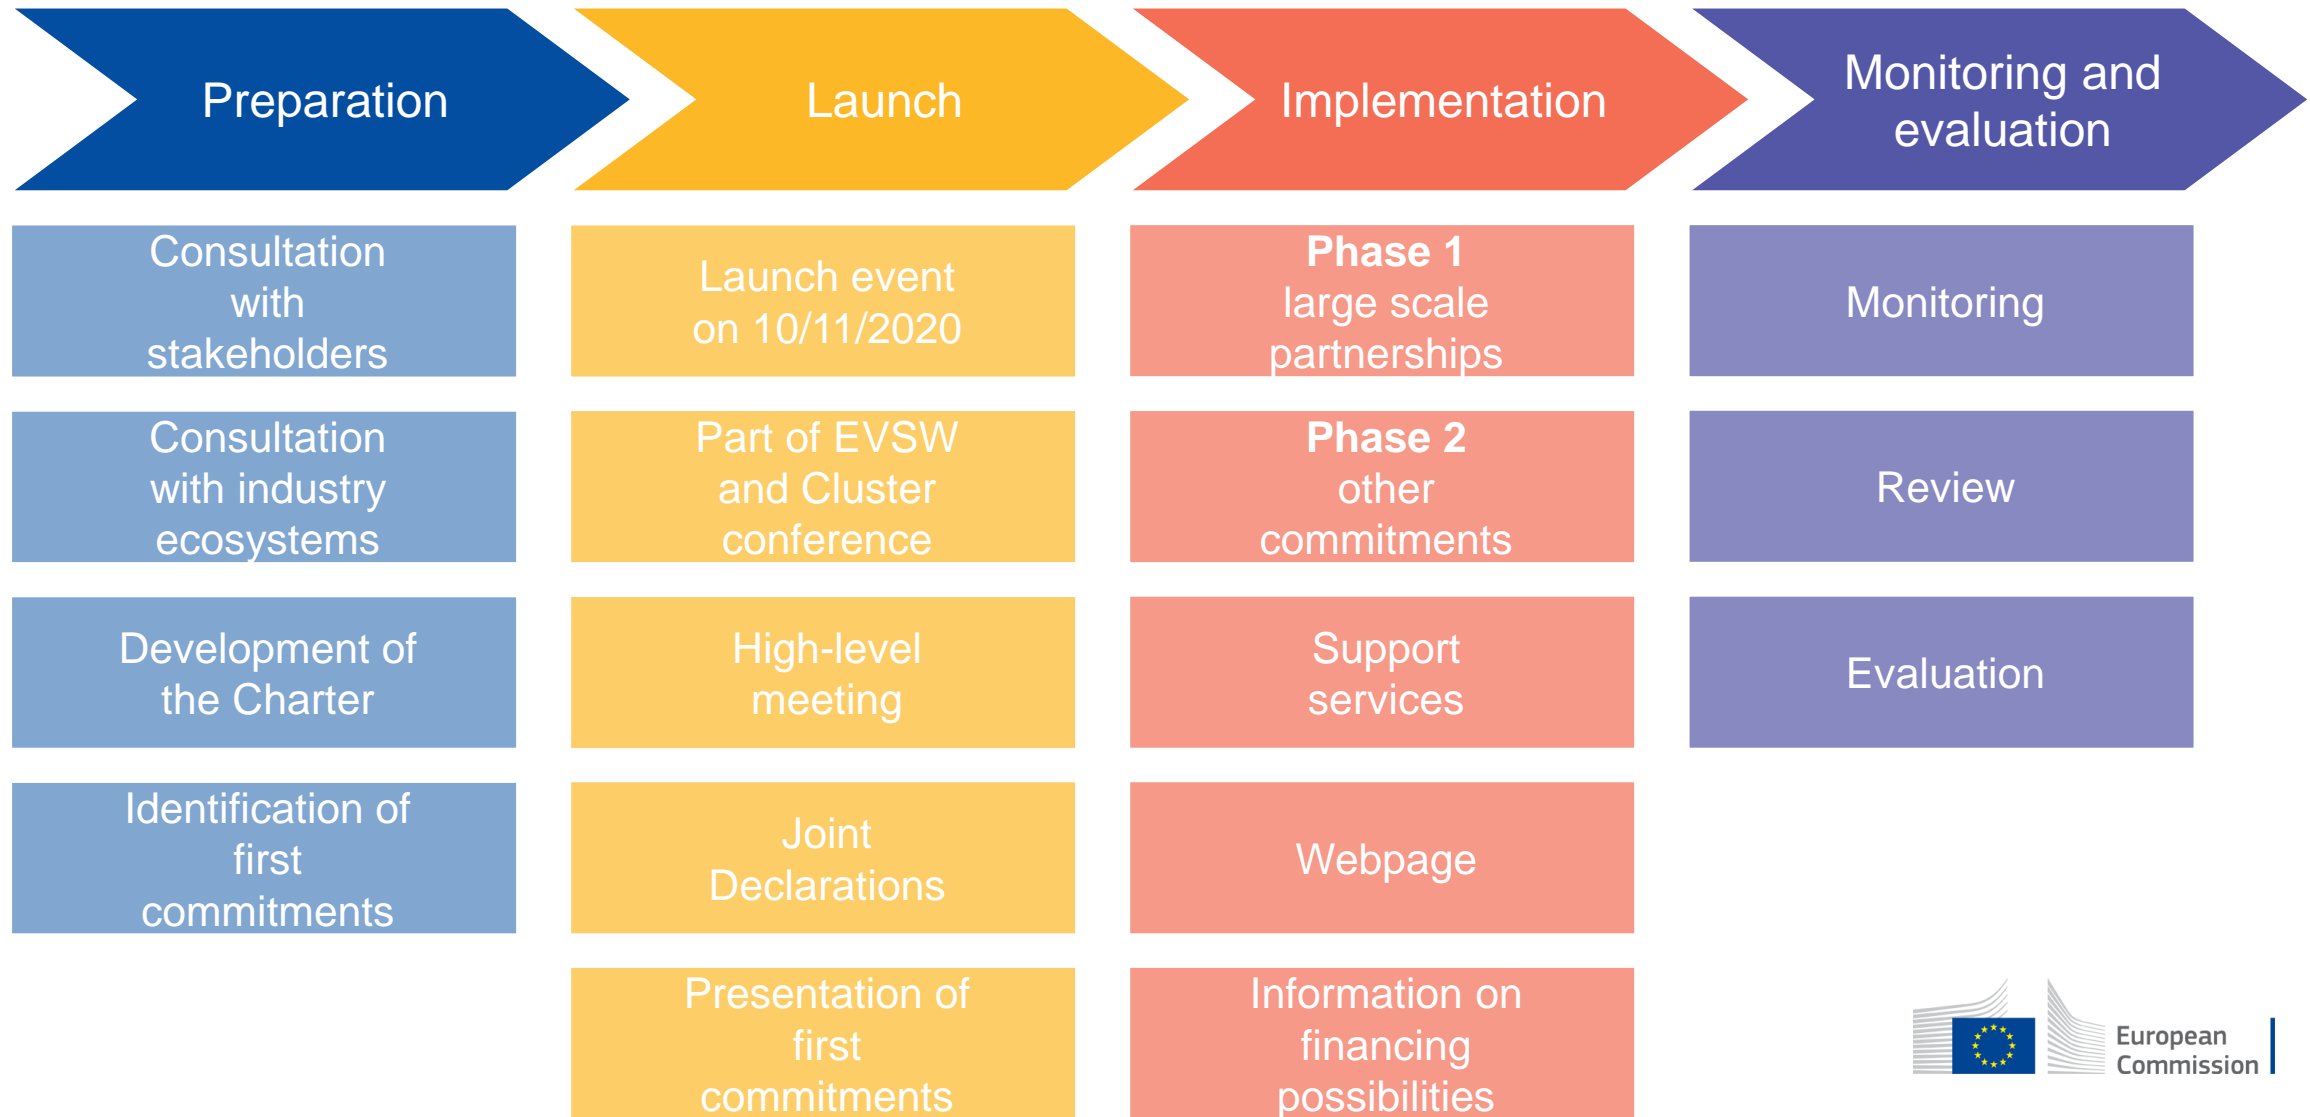 Preparation
Launch
Implementation
Monitoring and
evaluation
Consultation
with
stakeholders
Launch event
on 10/11/2020
Phase 1
large scale
partnerships
Monitoring
Consultation
with industry
ecosystems
Part of EVSW
and Cluster
conference
Phase 2
other
commitments
Review
Development of
the Charter
High-level
meeting
Support
services
Evaluation
Identification of
first
commitments
Joint
Declarations
Webpage
Presentation of
first
commitments
Information on
financing
possibilities
European
Commission